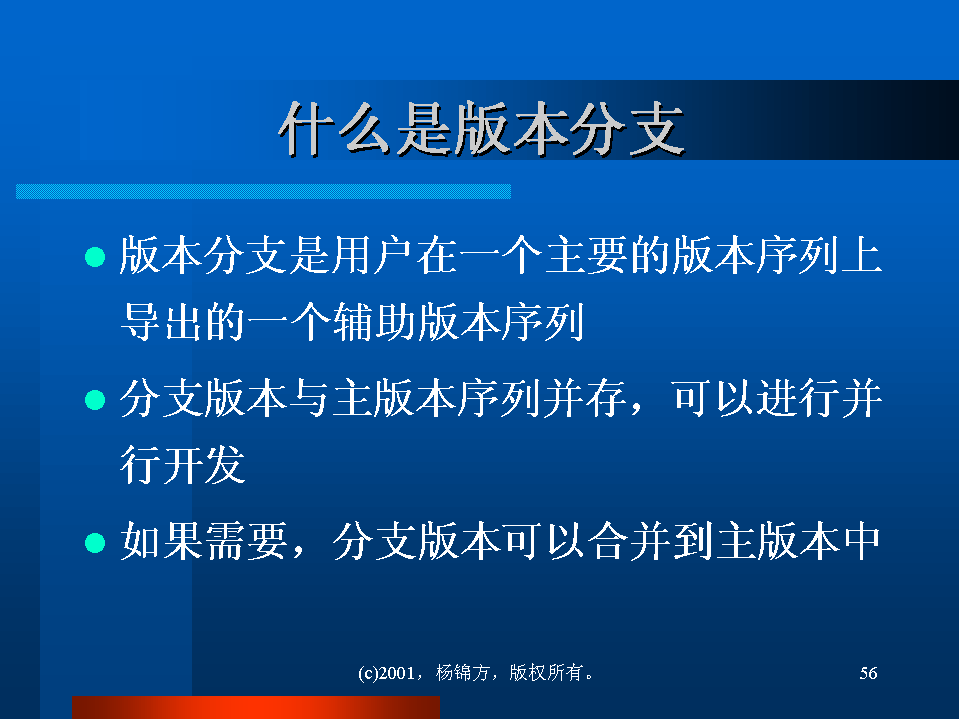 什么是版本分支
版本分支是用户在一个主要的版本序列上
导出的一个辅助版本序列
分支版本与主版本序列并存，可以进行并
行开发
如果需要，分支版本可以合并到主版本中
(c)2001，杨锦方，版权所有。
56